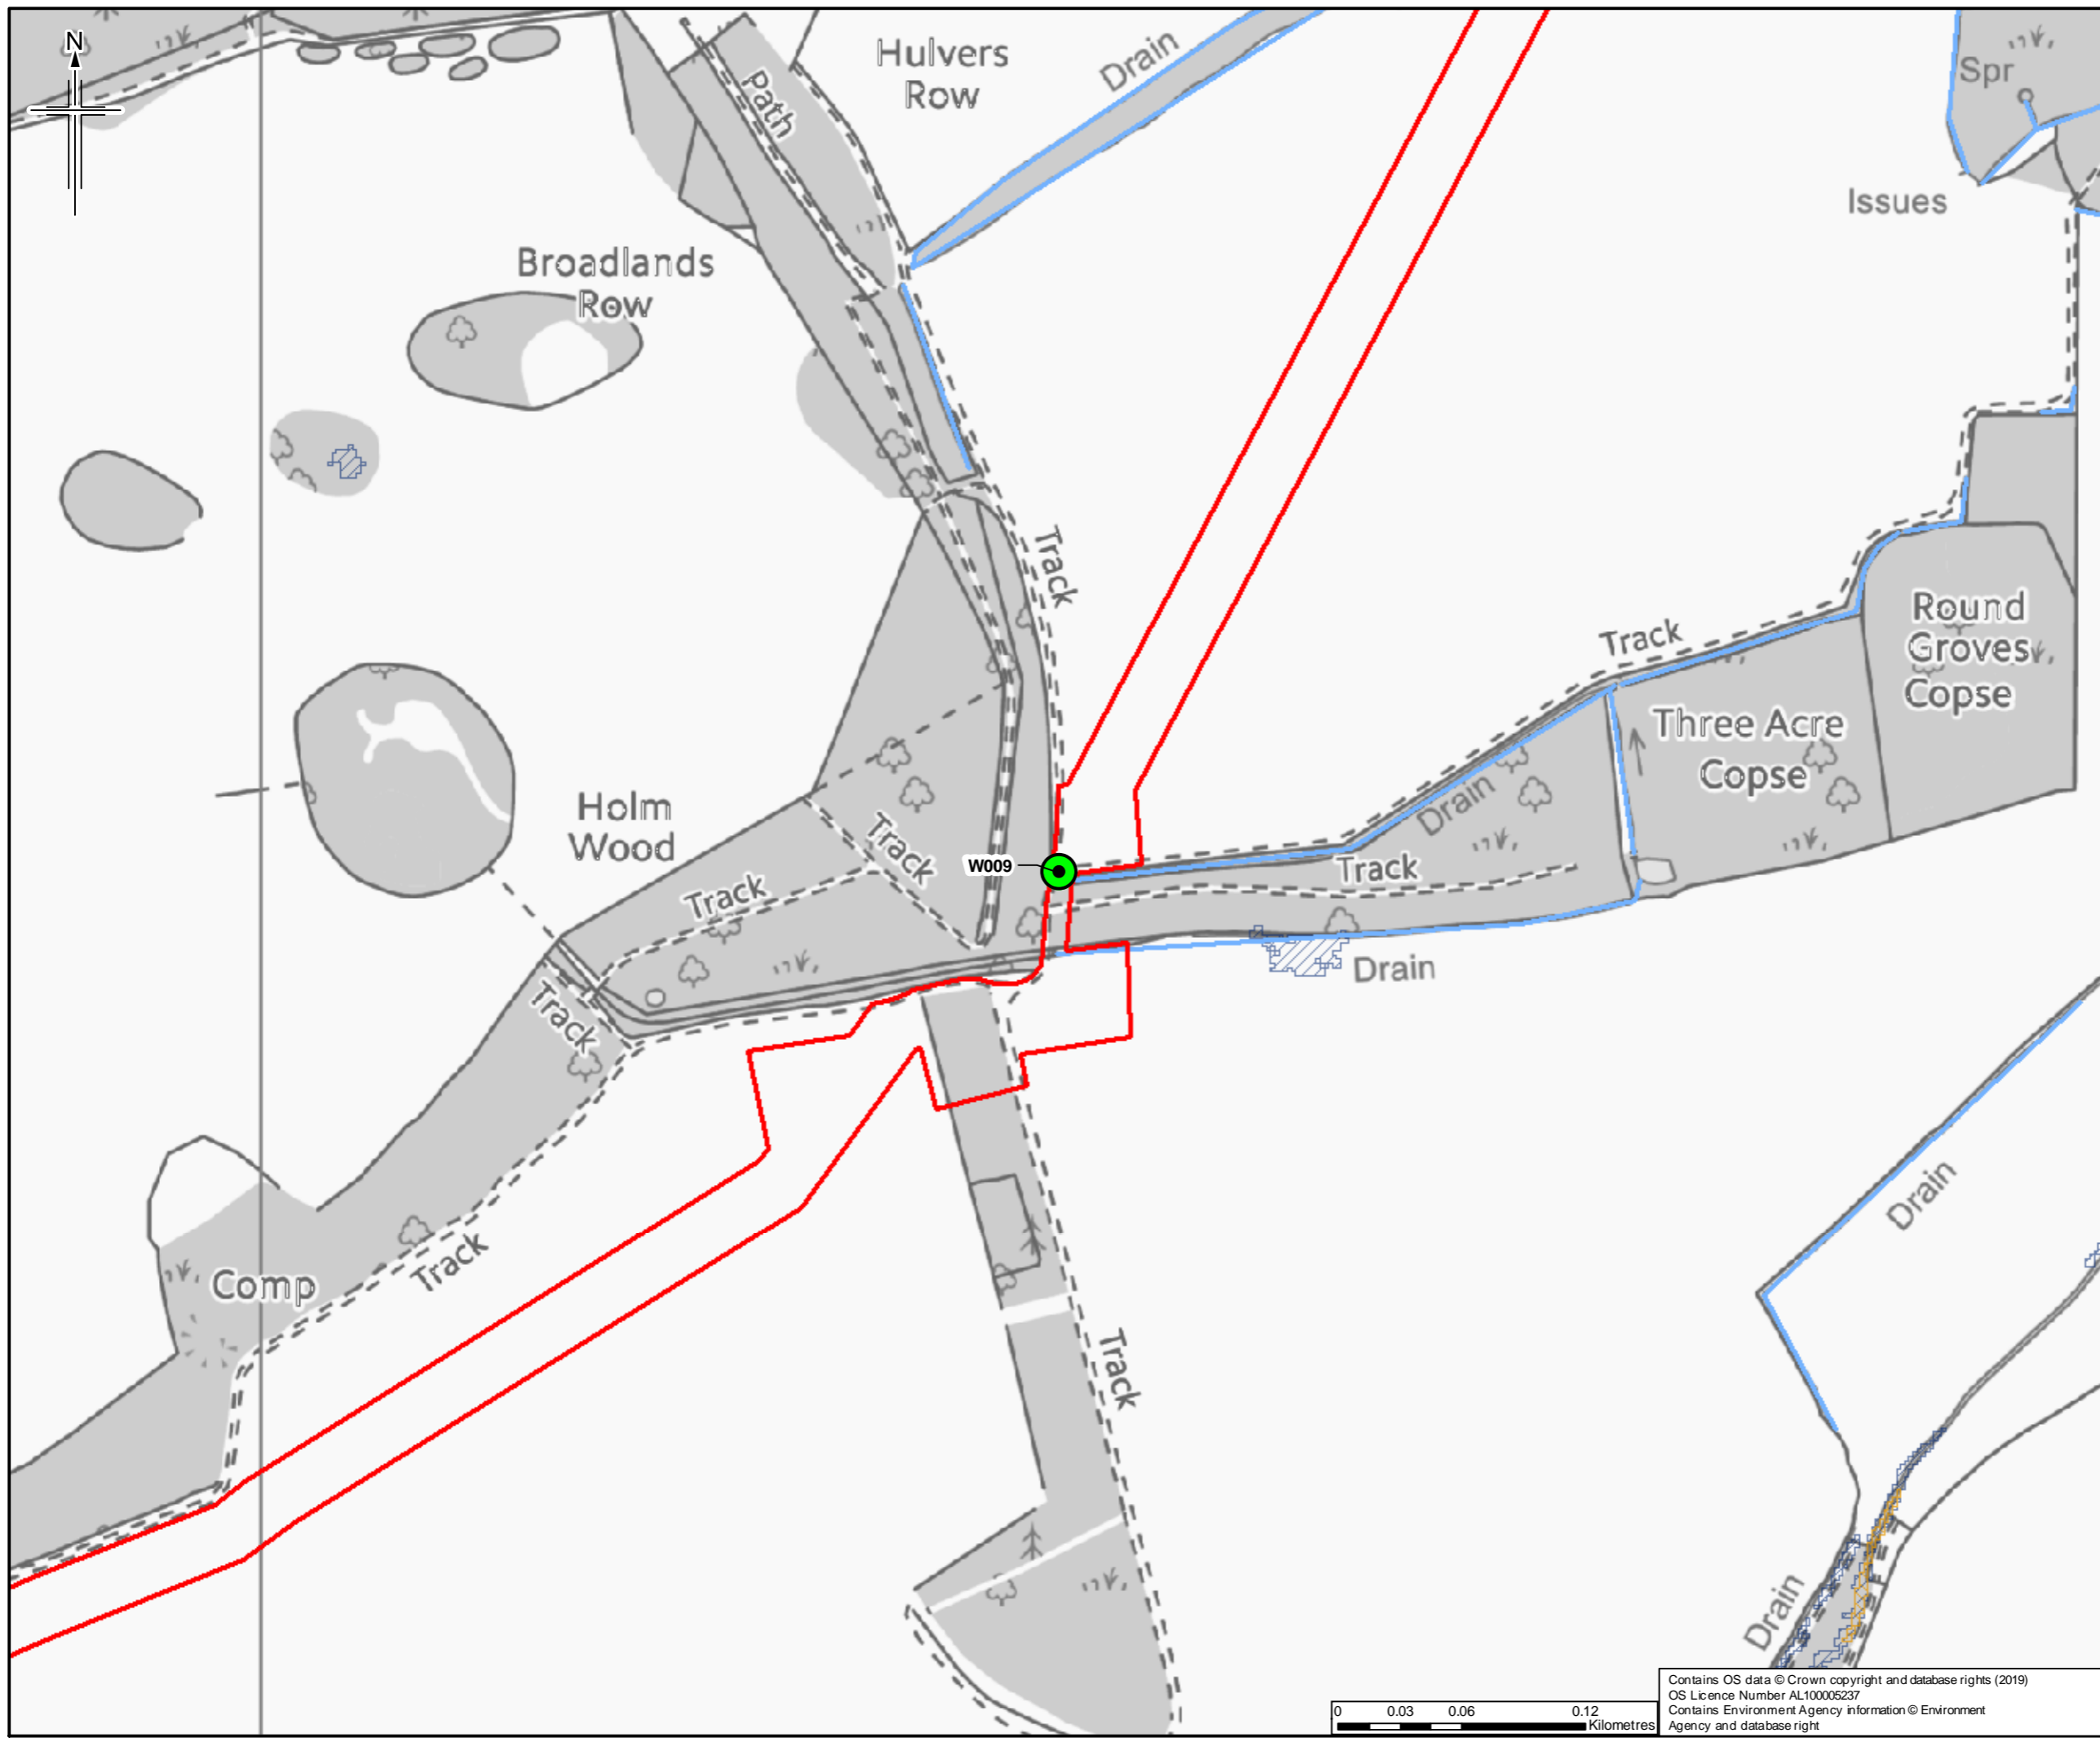 N
Hulvers
Row
Drain
Spr
Path
Issues
Broadlands
Row
Track
Round
Groves
Copse
Track
Three Acre
Copse
Drain
Holm
Wood
Track
W009
Track
Track
Drain
Track
Drain
Comp
Track
Track
Drain
0 0.03 0.06 0.12
Kilometres
Contains OS data © Crown copyright and database rights (2019)
OS Licence Number AL100005237
Contains Environment Agency information © Environment
Agency and database right